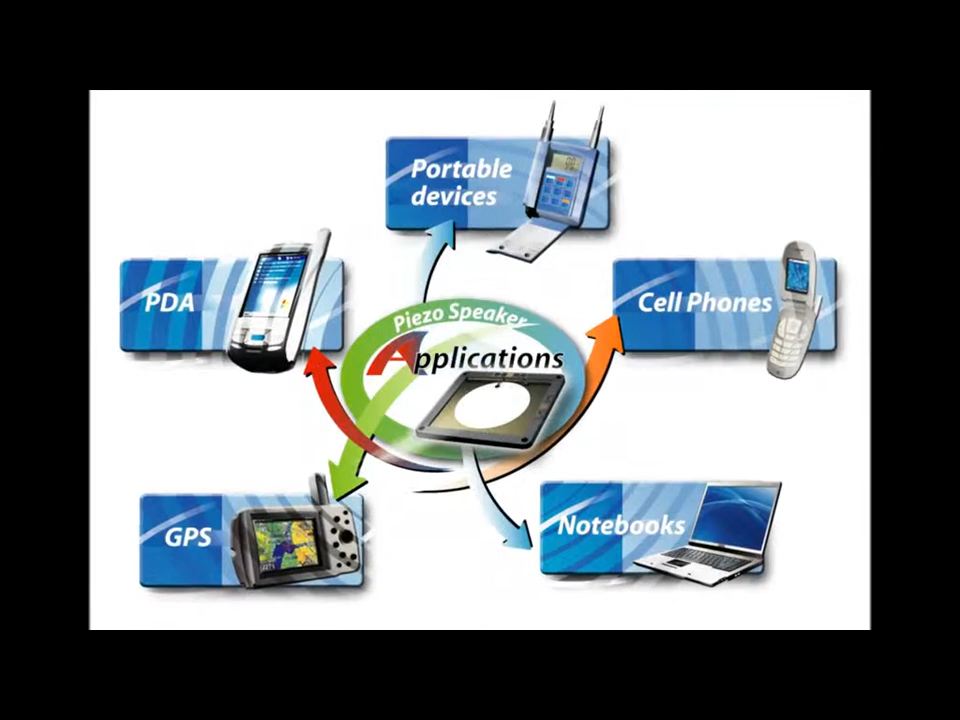 Portable
devices
PDA
Cell Phones
Piezo Speaker
Applications
GPS
Notebooks